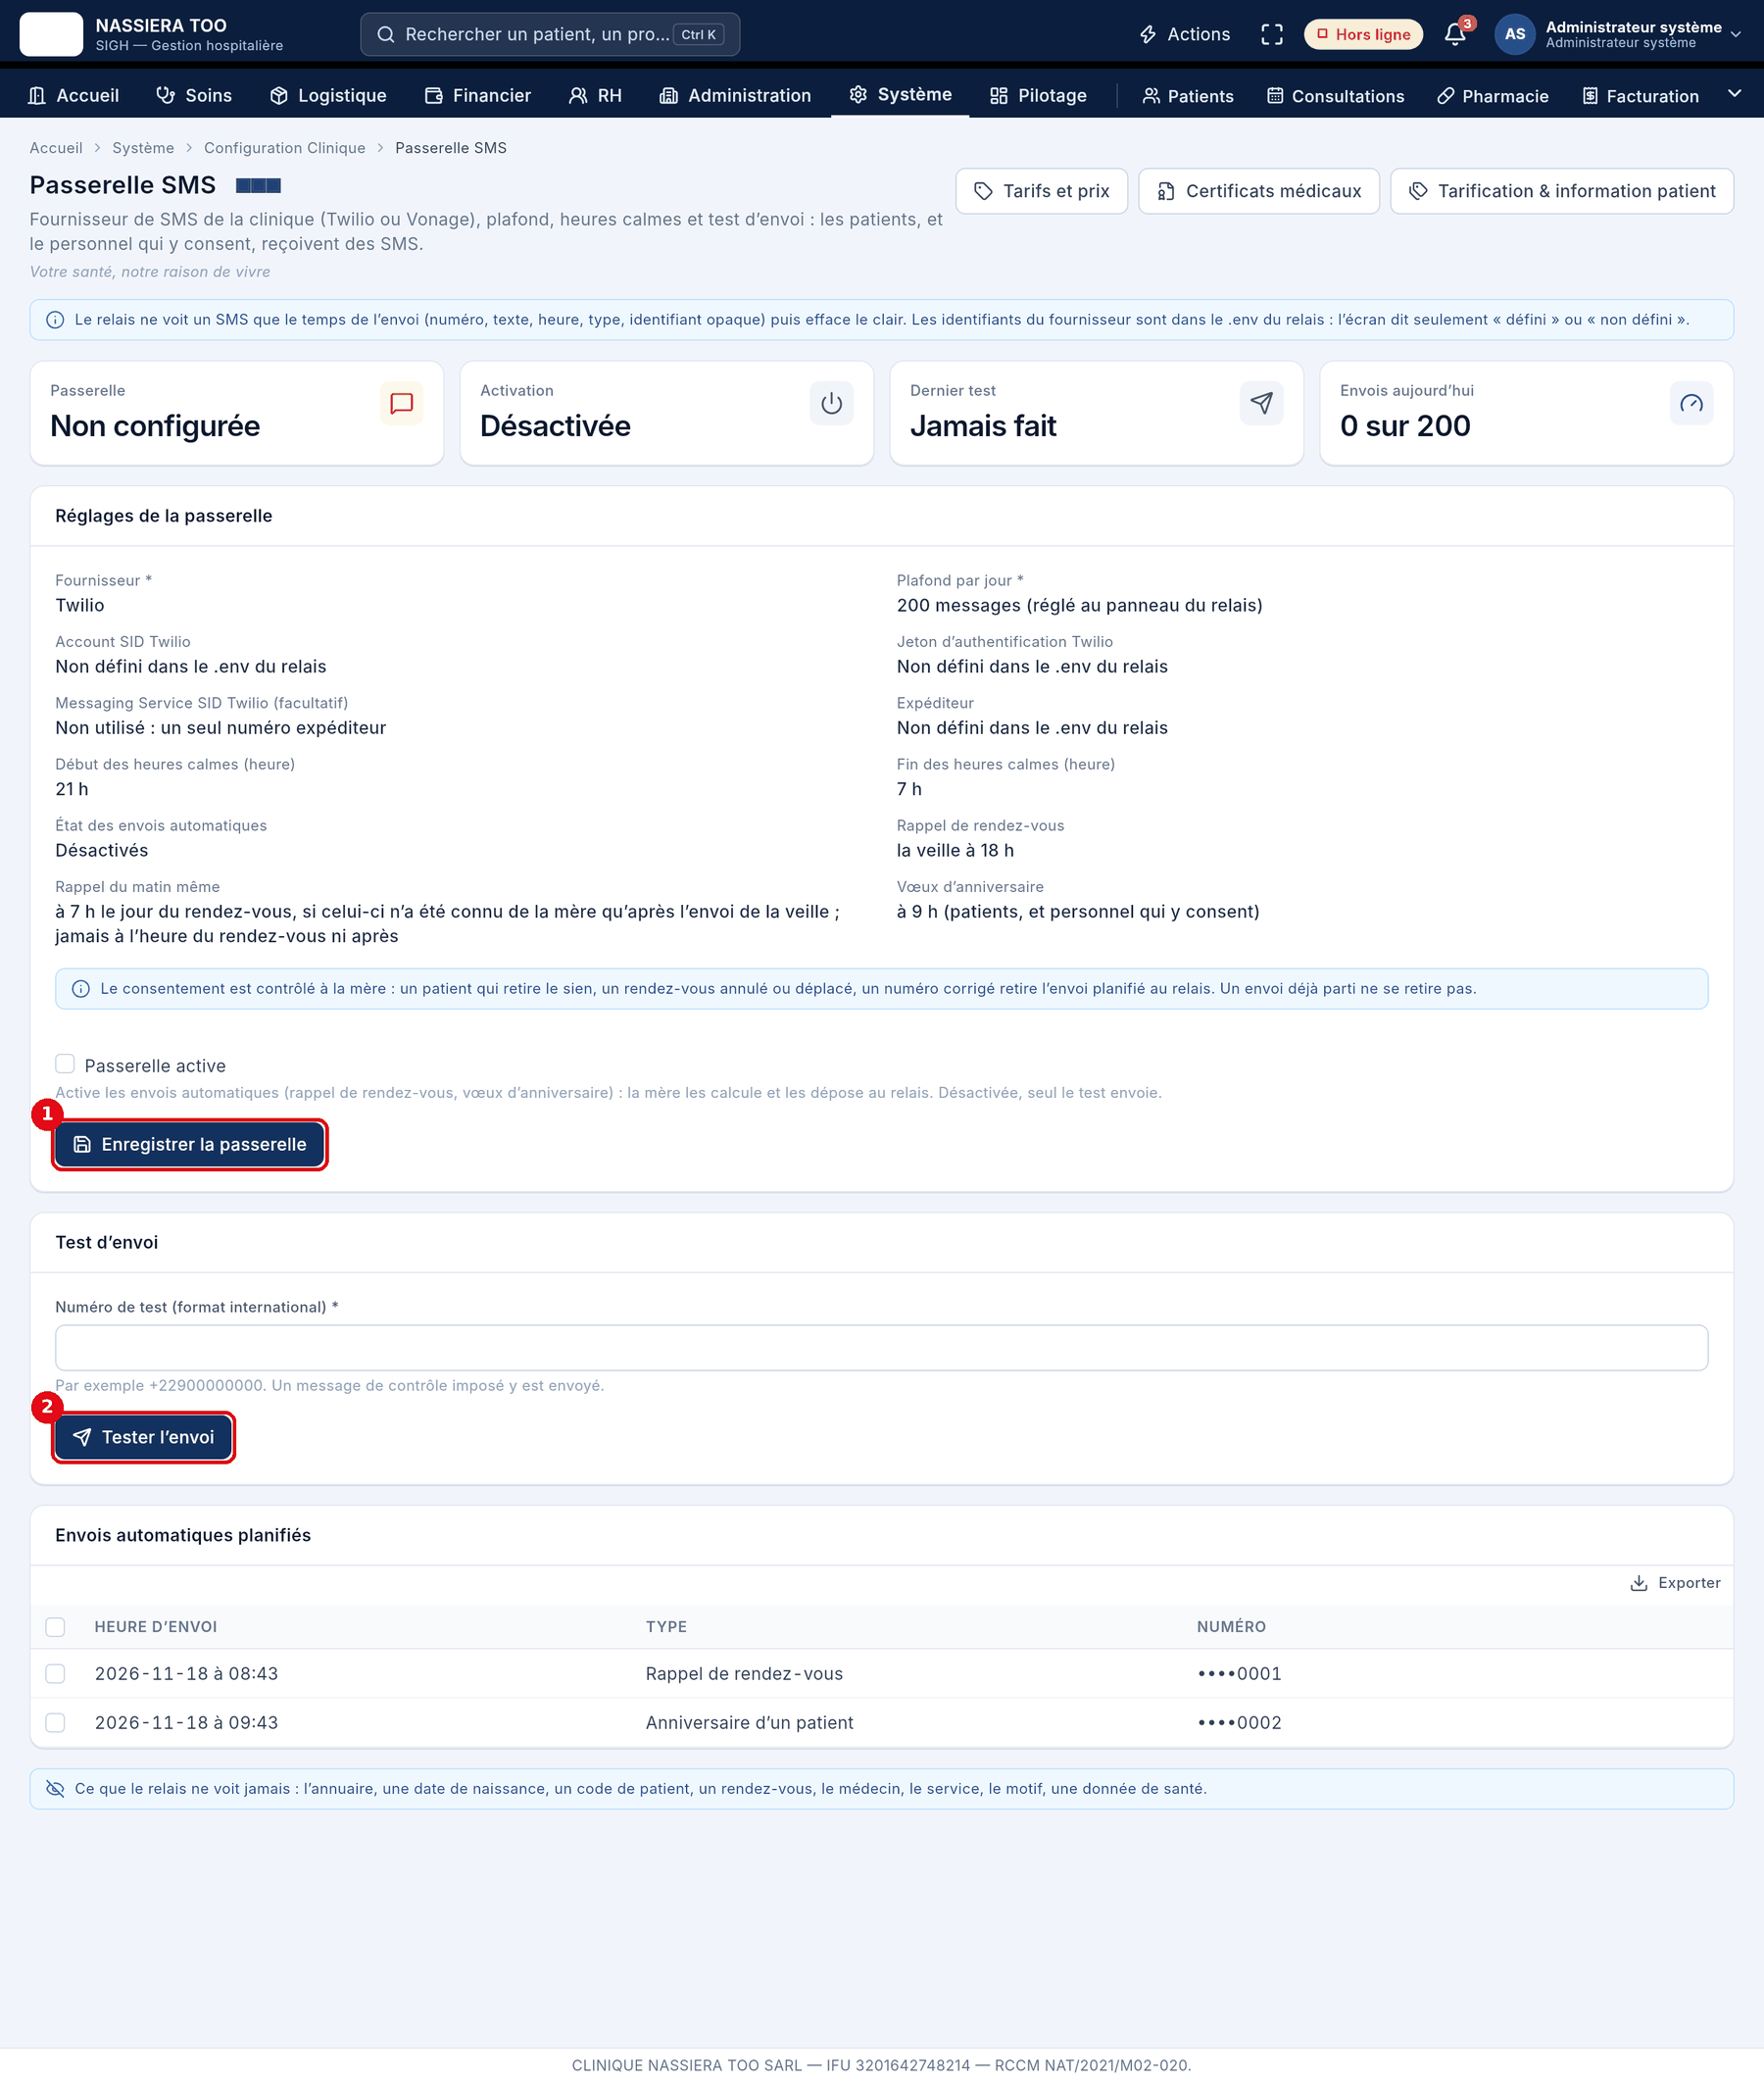 NASSIERA TOO
SIGH — Gestion hospitalière
Rechercher un patient, un pro...
Ctrl K
Actions
Hors ligne
3
AS
Administrateur système
Administrateur système
Accueil
Soins
Logistique
Financier
RH
Administration
Système
Pilotage
Patients
Consultations
Pharmacie
Facturation
Accueil > Système > Configuration Clinique > Passerelle SMS
Passerelle SMS
Tarifs et prix
Certificats médicaux
Tarification & information patient
Fournisseur de SMS de la clinique (Twilio ou Vonage), plafond, heures calmes et test d’envoi : les patients, et
le personnel qui y consent, reçoivent des SMS.
Votre santé, notre raison de vivre
Le relais ne voit un SMS que le temps de l’envoi (numéro, texte, heure, type, identifiant opaque) puis efface le clair. Les identifiants du fournisseur sont dans le .env du relais : l’écran dit seulement « défini » ou « non défini ».
Passerelle
Non configurée
Activation
Désactivée
Dernier test
Jamais fait
Envois aujourd’hui
0 sur 200
Réglages de la passerelle
Fournisseur *
Twilio
Plafond par jour *
200 messages (réglé au panneau du relais)
Account SID Twilio
Non défini dans le .env du relais
Jeton d’authentification Twilio
Non défini dans le .env du relais
Messaging Service SID Twilio (facultatif)
Non utilisé : un seul numéro expéditeur
Expéditeur
Non défini dans le .env du relais
Début des heures calmes (heure)
21 h
Fin des heures calmes (heure)
7 h
État des envois automatiques
Désactivés
Rappel de rendez-vous
la veille à 18 h
Rappel du matin même
à 7 h le jour du rendez-vous, si celui-ci n’a été connu de la mère qu’après l’envoi de la veille ;
jamais à l’heure du rendez-vous ni après
Vœux d’anniversaire
à 9 h (patients, et personnel qui y consent)
Le consentement est contrôlé à la mère : un patient qui retire le sien, un rendez-vous annulé ou déplacé, un numéro corrigé retire l’envoi planifié au relais. Un envoi déjà parti ne se retire pas.
Passerelle active
Active les envois automatiques (rappel de rendez-vous, vœux d’anniversaire) : la mère les calcule et les dépose au relais. Désactivée, seul le test envoie.
1
Enregistrer la passerelle
Test d’envoi
Numéro de test (format international) *
Par exemple +22900000000. Un message de contrôle imposé y est envoyé.
2
Tester l’envoi
Envois automatiques planifiés
Exporter
HEURE D’ENVOI
TYPE
NUMÉRO
2026-11-18 à 08:43
Rappel de rendez-vous
••••0001
2026-11-18 à 09:43
Anniversaire d’un patient
••••0002
Ce que le relais ne voit jamais : l’annuaire, une date de naissance, un code de patient, un rendez-vous, le médecin, le service, le motif, une donnée de santé.
CLINIQUE NASSIERA TOO SARL — IFU 3201642748214 — RCCM NAT/2021/M02-020.